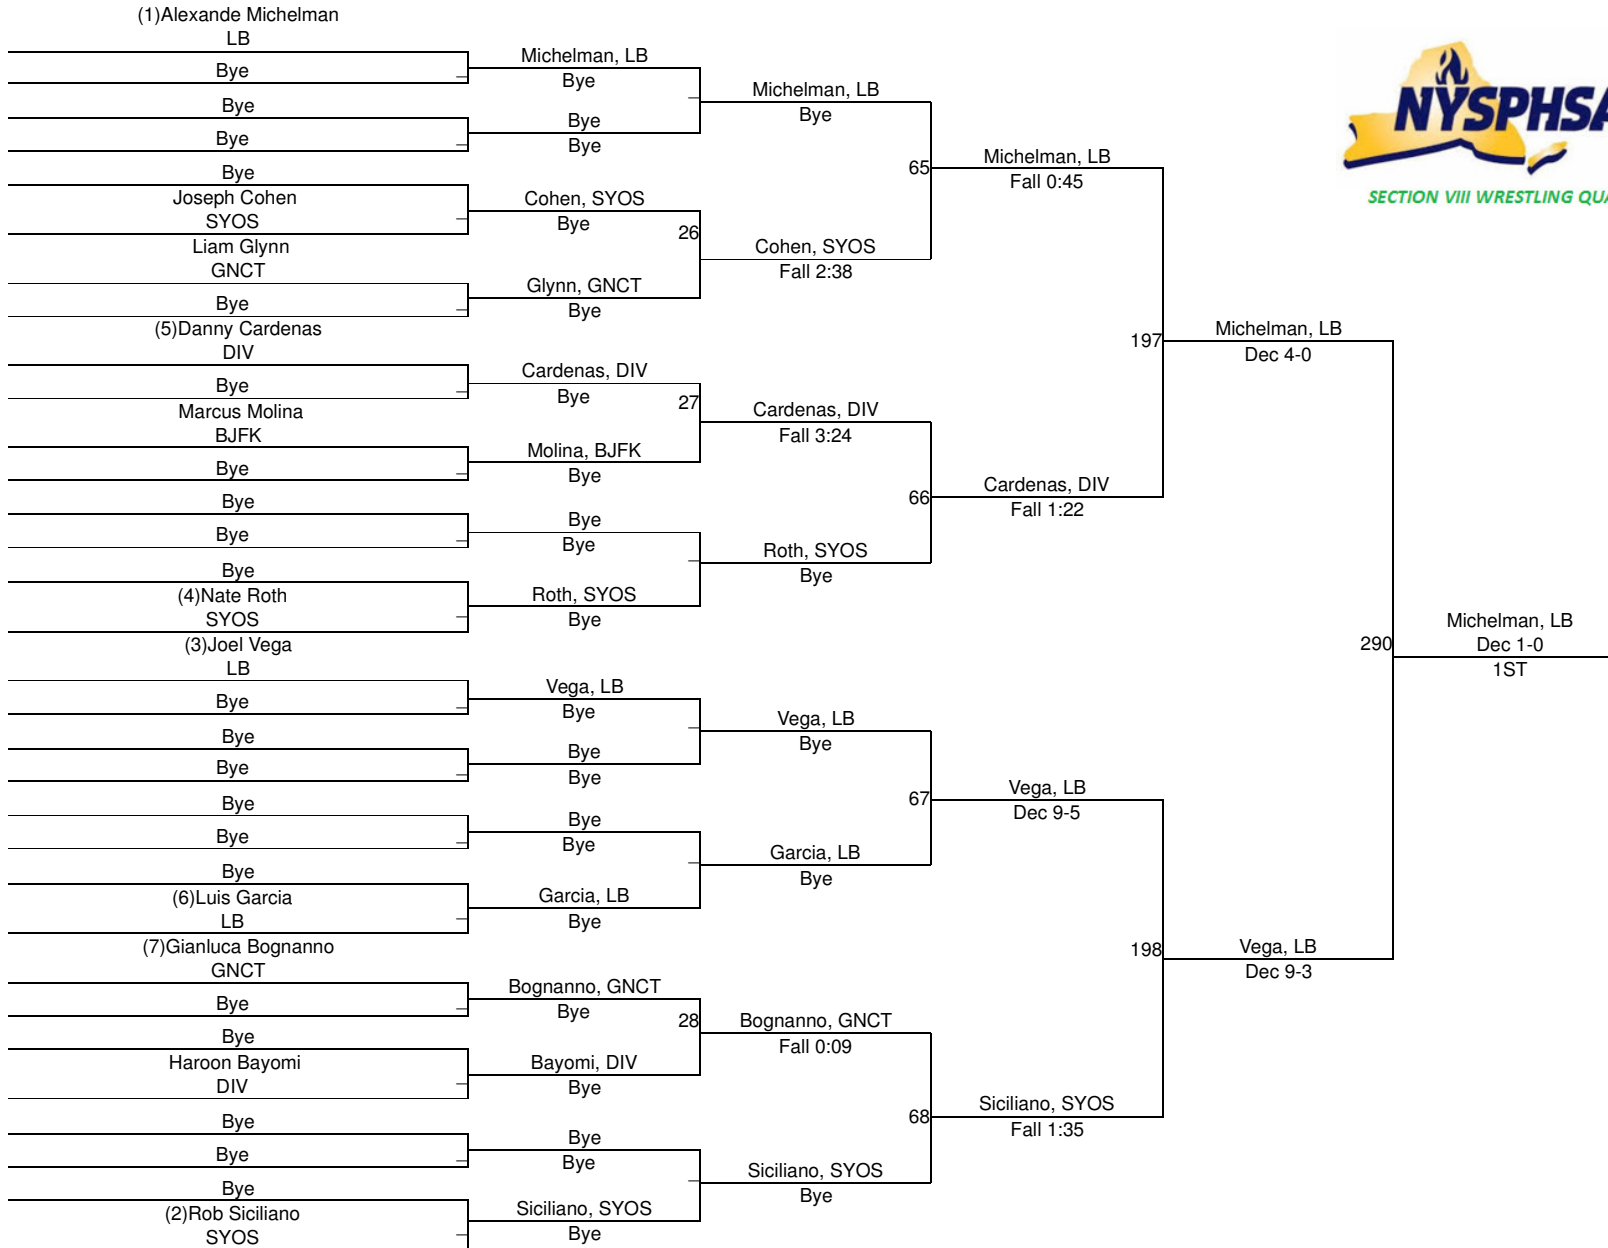 (1)Alexande Michelman
LB
Bye
Bye
Bye
Bye
Joseph Cohen
SYOS
Liam Glynn
GNCT
Bye
(5)Danny Cardenas
DIV
Bye
Marcus Molina
BJFK
Bye
Bye
Bye
Bye
(4)Nate Roth
SYOS
(3)Joel Vega
LB
Bye
Bye
Bye
Bye
Bye
Bye
(6)Luis Garcia
LB
(7)Gianluca Bognanno
GNCT
Bye
Bye
Haroon Bayomi
DIV
Bye
Bye
Bye
(2)Rob Siciliano
SYOS
Michelman, LB
Bye
Bye
Bye
Cohen, SYOS
Bye
26
Glynn, GNCT
Bye
Cardenas, DIV
Bye
27
Molina, BJFK
Bye
Bye
Bye
Roth, SYOS
Bye
Vega, LB
Bye
Bye
Bye
Bye
Bye
Garcia, LB
Bye
Bognanno, GNCT
Bye
28
Bayomi, DIV
Bye
Bye
Bye
Siciliano, SYOS
Bye
Michelman, LB
Bye
65
Cohen, SYOS
Fall 2:38
Cardenas, DIV
Fall 3:24
66
Roth, SYOS
Bye
Vega, LB
Bye
67
Garcia, LB
Bye
Bognanno, GNCT
Fall 0:09
68
Siciliano, SYOS
Bye
Michelman, LB
Fall 0:45
197
Cardenas, DIV
Fall 1:22
Vega, LB
Dec 9-5
198
Siciliano, SYOS
Fall 1:35
Michelman, LB
Dec 4-0
290
Vega, LB
Dec 9-3
Michelman, LB
Dec 1-0
1ST
NYSPHSA
SECTION VIII WRESTLING QUA